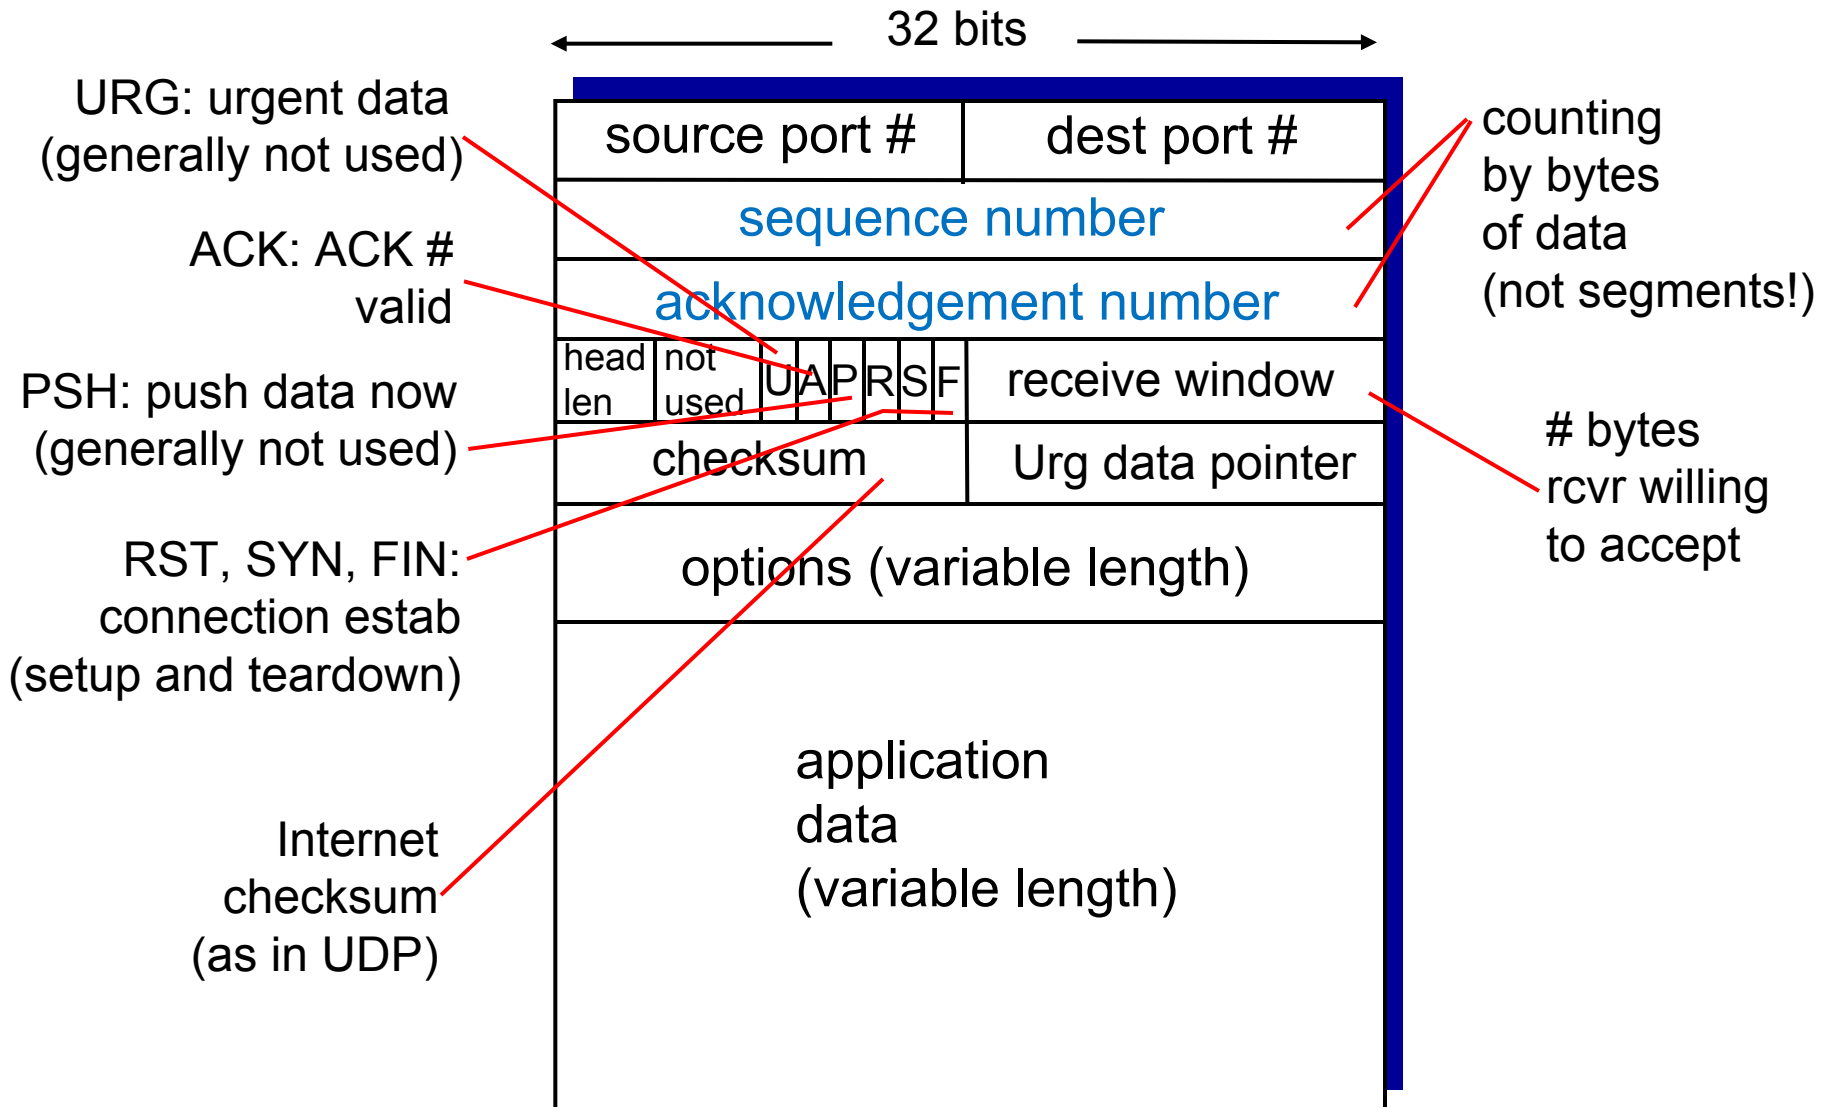 32 bits
URG: urgent data
(generally not used)
ACK: ACK #
valid
PSH: push data now
(generally not used)
RST, SYN, FIN:
connection estab
(setup and teardown)
Internet
checksum
(as in UDP)
source port #
dest port #
sequence number
acknowledgement number
head
len
not
used
U A P R S F
receive window
checksum
Urg data pointer
options (variable length)
application
data
(variable length)
counting
by bytes
of data
(not segments!)
# bytes
rcvr willing
to accept